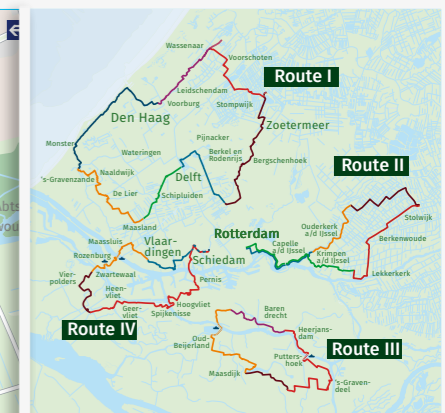 Wassenaar
Voorschoten
Route I
Leidschendam
Voorburg
Stompwijk
Den Haag
Zoetermeer
Monster
Wateringen
Pijnacker
Berkel en
Rodenrijs
Bergschenhoek
Route II
's-Gravenzande
Naaldwijk
De Lier
Delft
Schipluiden
Maasland
Stolwijk
Maassluis
Rozenburg
Vlaar-
dingen
Rotterdam
Ouderkerk
a/d IJssel
Capelle
a/d IJssel
Berkenwoude
Schiedam
Krimpen
a/d IJssel
Lekkerkerk
Vier-
polders
Zwartewaal
Heen-
vliet
Pernis
Geer-
vliet
Hoogvliet
Spijkenisse
Route IV
Baren
drecht
Heerjans-
dam
Oud-
Beijerland
Putters-
hoek
Route III
Maasdijk
's-Graven-
deel